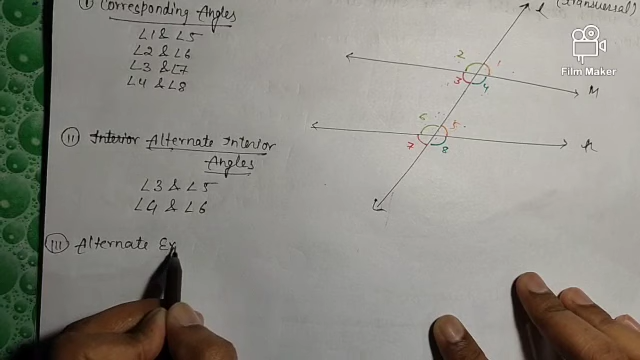 I Corresponding Angles
∠1 & ∠5
∠2 & ∠6
∠3 & ∠7
∠4 & ∠8
II Interior Alternate Interior
Angles
∠3 & ∠5
∠4 & ∠6
III Alternate Ex
l (transversal)
2 1
3 4
M
6 5
7 8
Film Maker